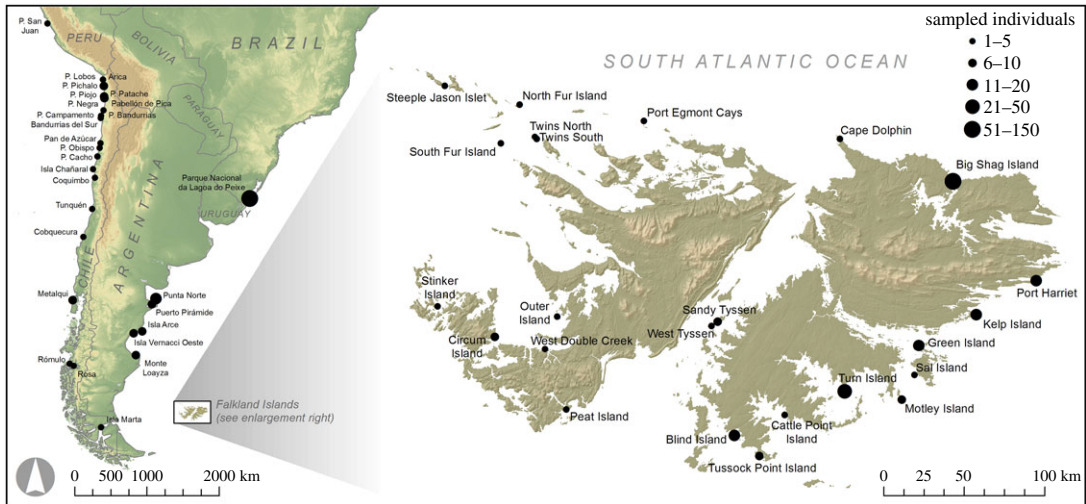 P. San
Juan
PERU
BOLIVIA
BRAZIL
PARAGUAY
P. Lobos
Arica
P. Pichalo
P. Piojo
P. Patache
P. Negra
Pabellón de Pica
P. Campamento
P. Bandurrias
Bandurrias del Sur
Pan de Azúcar
P. Obispo
P. Cacho
Isla Chañaral
Coquimbo
Parque Nacional
da Lagoa do Peixe
URUGUAY
Tunquén
Cobquecura
CHILE
ARGENTINA
Metalqui
Punta Norte
Puerto Pirámide
Isla Arce
Isla Vernacci Oeste
Rómulo
Rosa
Monte
Loayza
Isla Marta
Falkland Islands
(see enlargement right)
0 500 1000 2000 km
SOUTH ATLANTIC OCEAN
sampled individuals
1–5
6–10
11–20
21–50
51–150
Steeple Jason Islet
North Fur Island
Port Egmont Cays
Twins North
Twins South
South Fur Island
Cape Dolphin
Big Shag Island
Stinker
Island
Outer
Island
Sandy Tyssen
West Tyssen
Circum
Island
West Double Creek
Port Harriet
Kelp Island
Green Island
Sal Island
Turn Island
Motley Island
Peat Island
Cattle Point
Island
Blind Island
Tussock Point Island
0 25 50 100 km